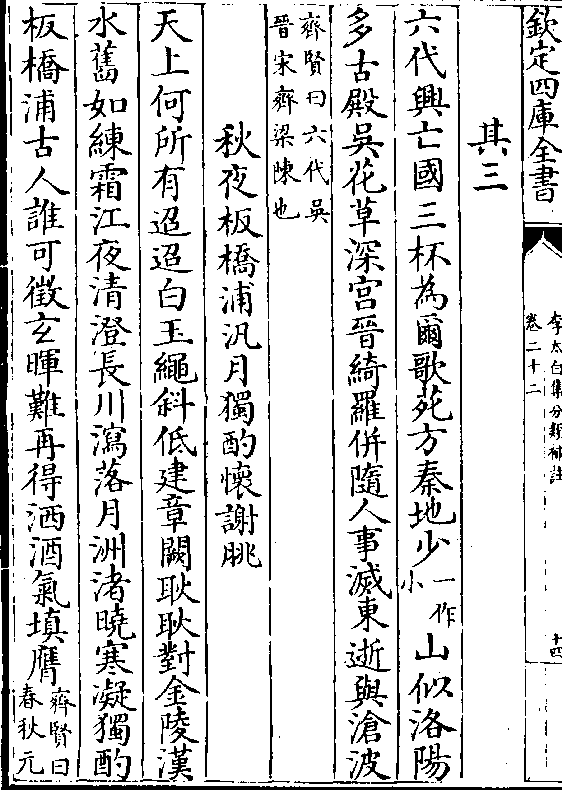 欽定四庫全書
李太白集分類補註
卷二十二
十四
其三
六代興亡國三杯為爾歌苑方秦地少一作小山似洛陽
多古殿吳花草深宮晉綺羅併隨人事滅東逝與滄波
齊賢曰六代吳
晉宋齊梁陳也
秋夜板橋浦汎月獨酌懷謝朓
天上何所有迢迢白玉繩斜低建章闕耿耿對金陵漢
水舊如練霜江夜清澄長川瀉落月洲渚曉寒凝獨酌
板橋浦古人誰可徵玄暉難再得洒酒氣填膺齊賢曰
春秋元